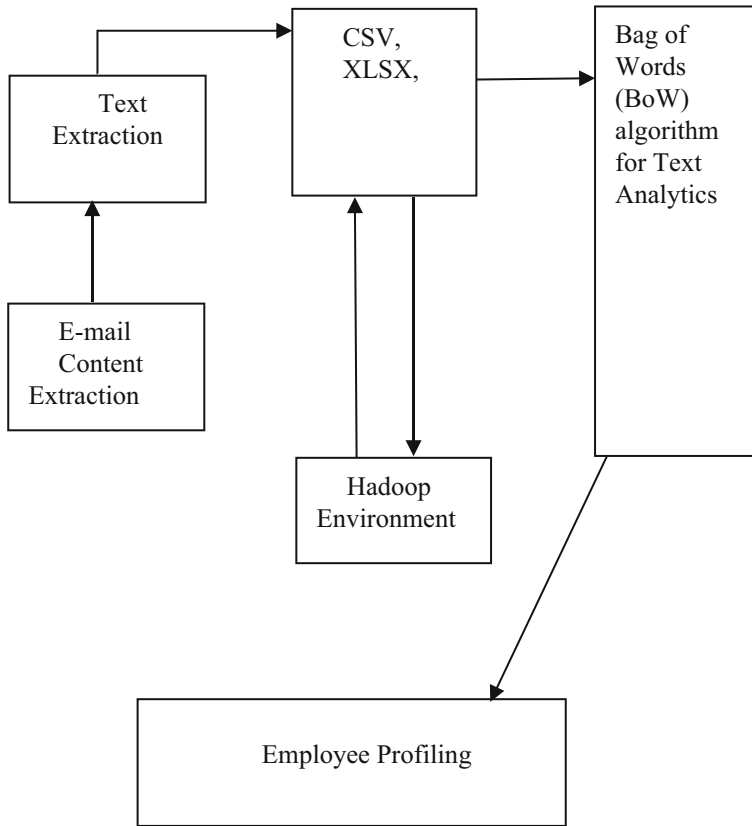 Text
Extraction
CSV,
XLSX,
Bag of
Words
(BoW)
algorithm
for Text
Analytics
E-mail
Content
Extraction
Hadoop
Environment
Employee Profiling